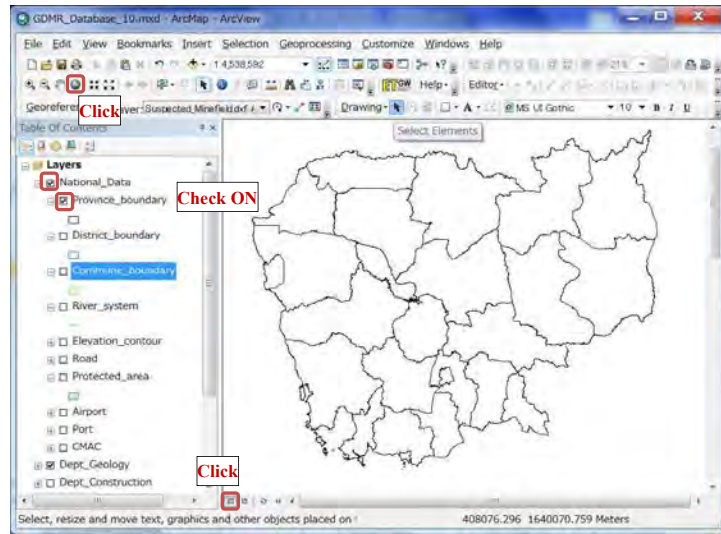 GDMR_Database_10.mxd - ArcMap - ArcView
File Edit View Bookmarks Insert Selection Geoprocessing Customize Windows Help
1:4,538,592
Help Editor
Layer: Suspected_Minefield.dxf Drawing A MS UI Gothic 10 B I U
Click
Table Of Contents
Select Elements
Layers
National_Data
Check ON
Province_boundary
District_boundary
Commune_boundary
River_system
Elevation_contour
Road
Protected_area
Airport
Port
CMAC
Dept_Geology
Click
Dept_Construction
Select, resize and move text, graphics and other objects placed on
408076.296 1640070.759 Meters